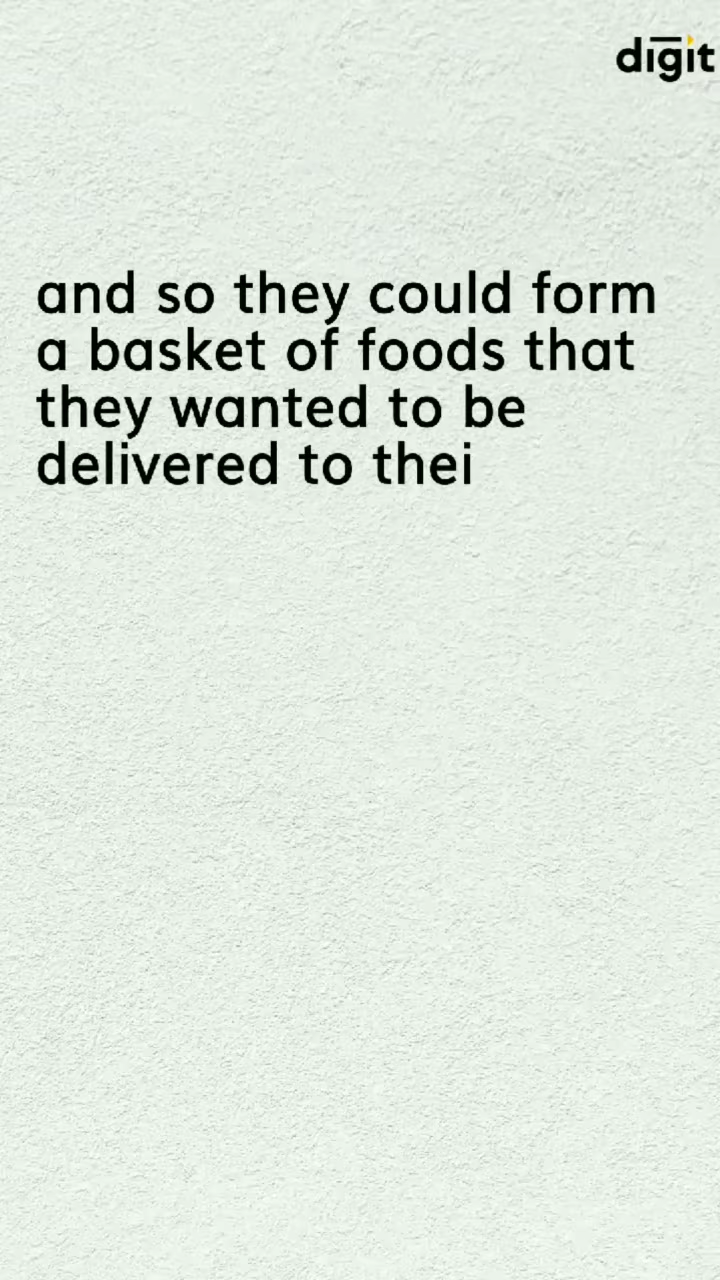 digit
and so they could form
a basket of foods that
they wanted to be
delivered to thei